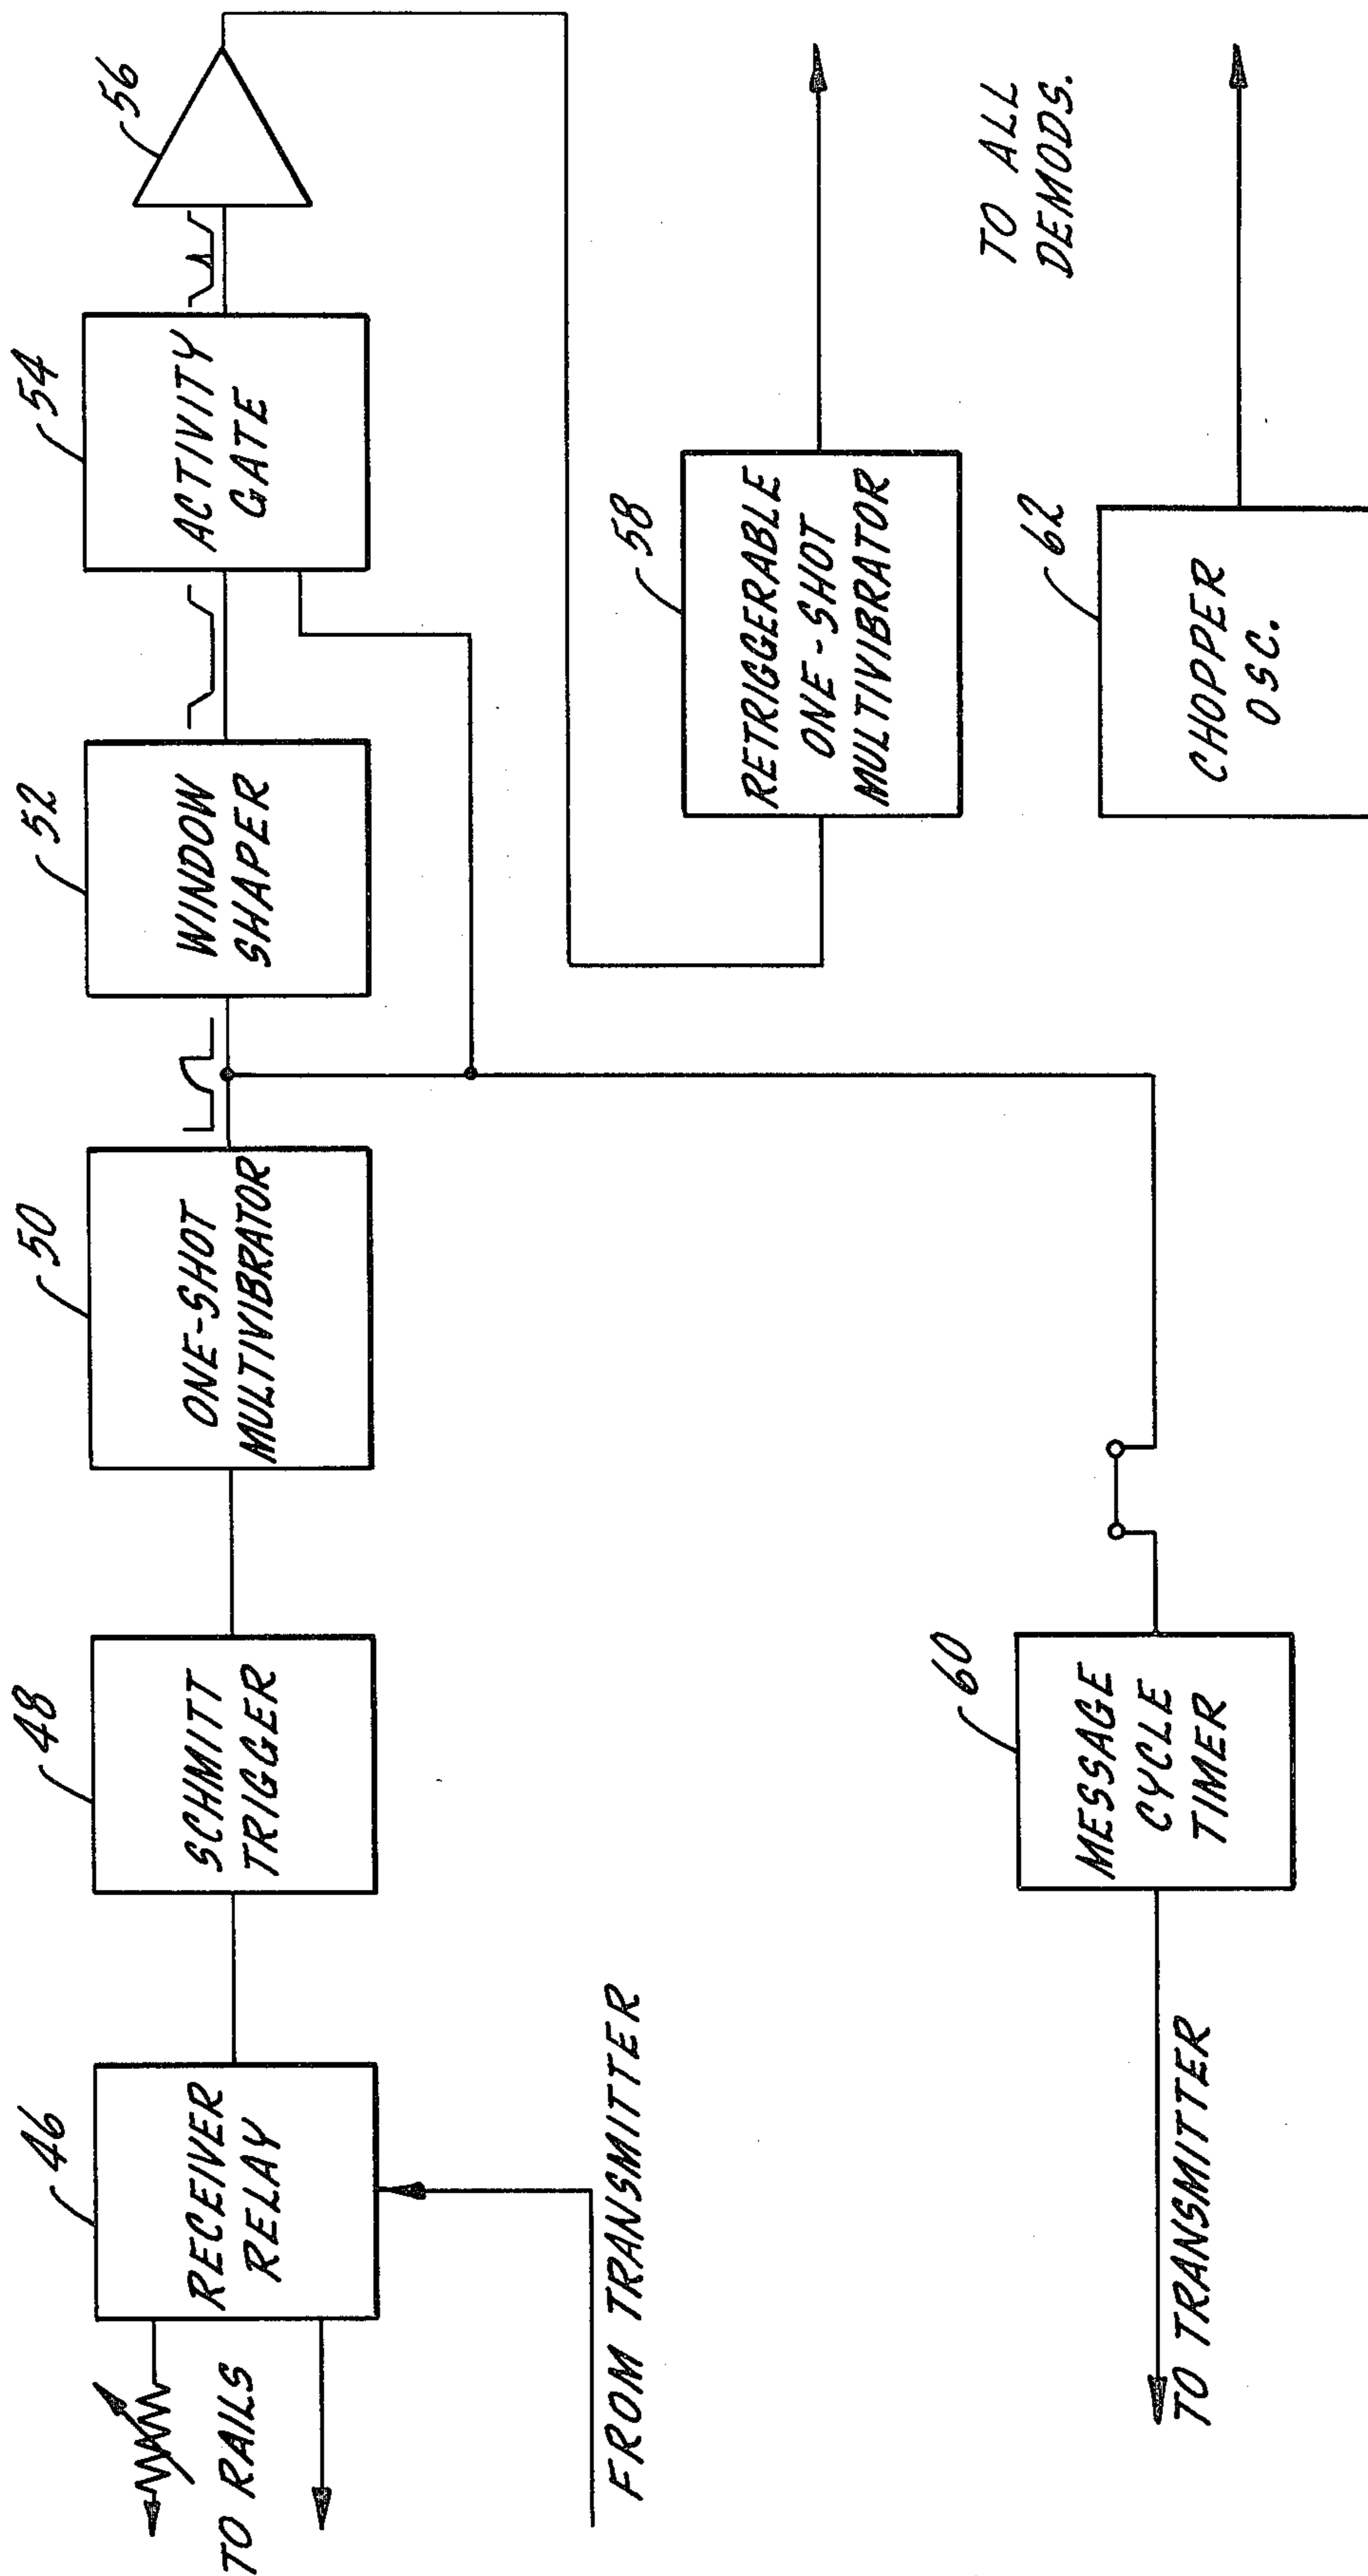 46
RECEIVER
RELAY
TO RAILS
FROM TRANSMITTER
48
SCHMITT
TRIGGER
50
ONE-SHOT
MULTIVIBRATOR
52
WINDOW
SHAPER
54
ACTIVITY
GATE
56
58
RETRIGGERABLE
ONE-SHOT
MULTIVIBRATOR
TO ALL
DEMODS.
60
MESSAGE
CYCLE
TIMER
TO TRANSMITTER
62
CHOPPER
OSC.